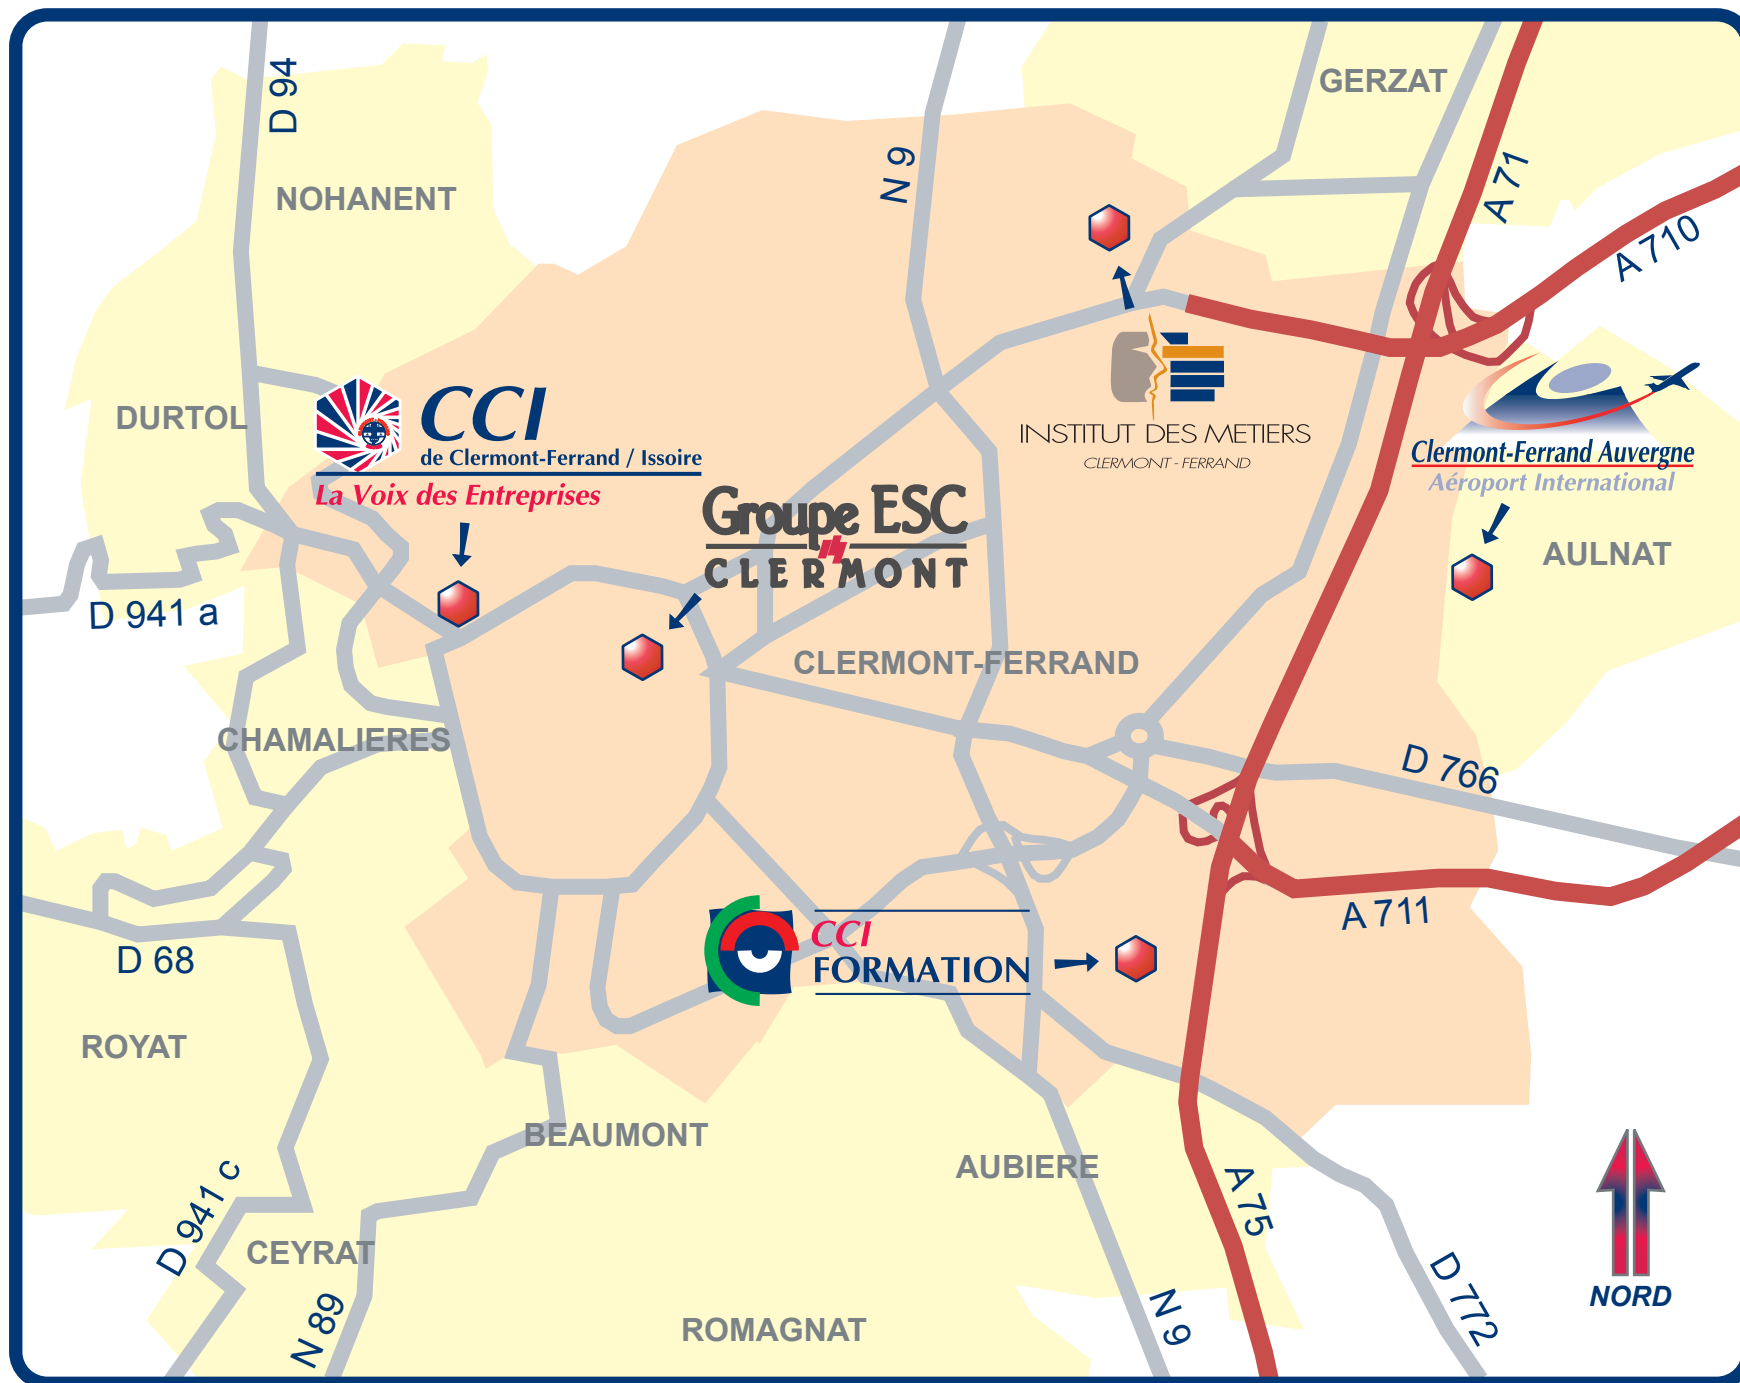 GERZAT
D 94
N 9
A 71
NOHANENT
A 710
DURTOL
CCI
de Clermont-Ferrand / Issoire
La Voix des Entreprises
INSTITUT DES METIERS
CLERMONT - FERRAND
Clermont-Ferrand Auvergne
Aéroport International
Groupe ESC
CLERMONT
AULNAT
D 941 a
CLERMONT-FERRAND
CHAMALIERES
D 766
A 711
CCI
FORMATION
D 68
ROYAT
BEAUMONT
AUBIERE
A 75
D 941 c
CEYRAT
N 89
ROMAGNAT
N 9
D 772
NORD